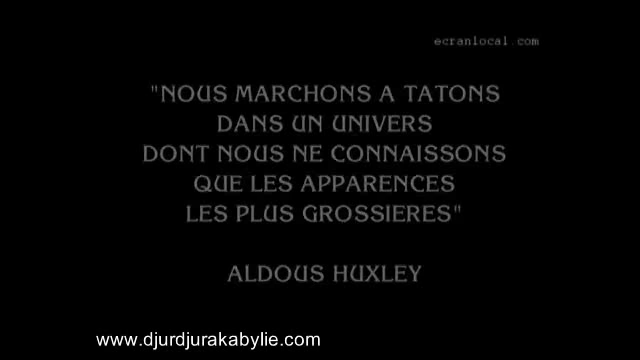 ecranlocal.com
"NOUS MARCHONS A TATONS
DANS UN UNIVERS
DONT NOUS NE CONNAISSONS
QUE LES APPARENCES
LES PLUS GROSSIERES"
ALDOUS HUXLEY
www.djurdjurakabylie.com